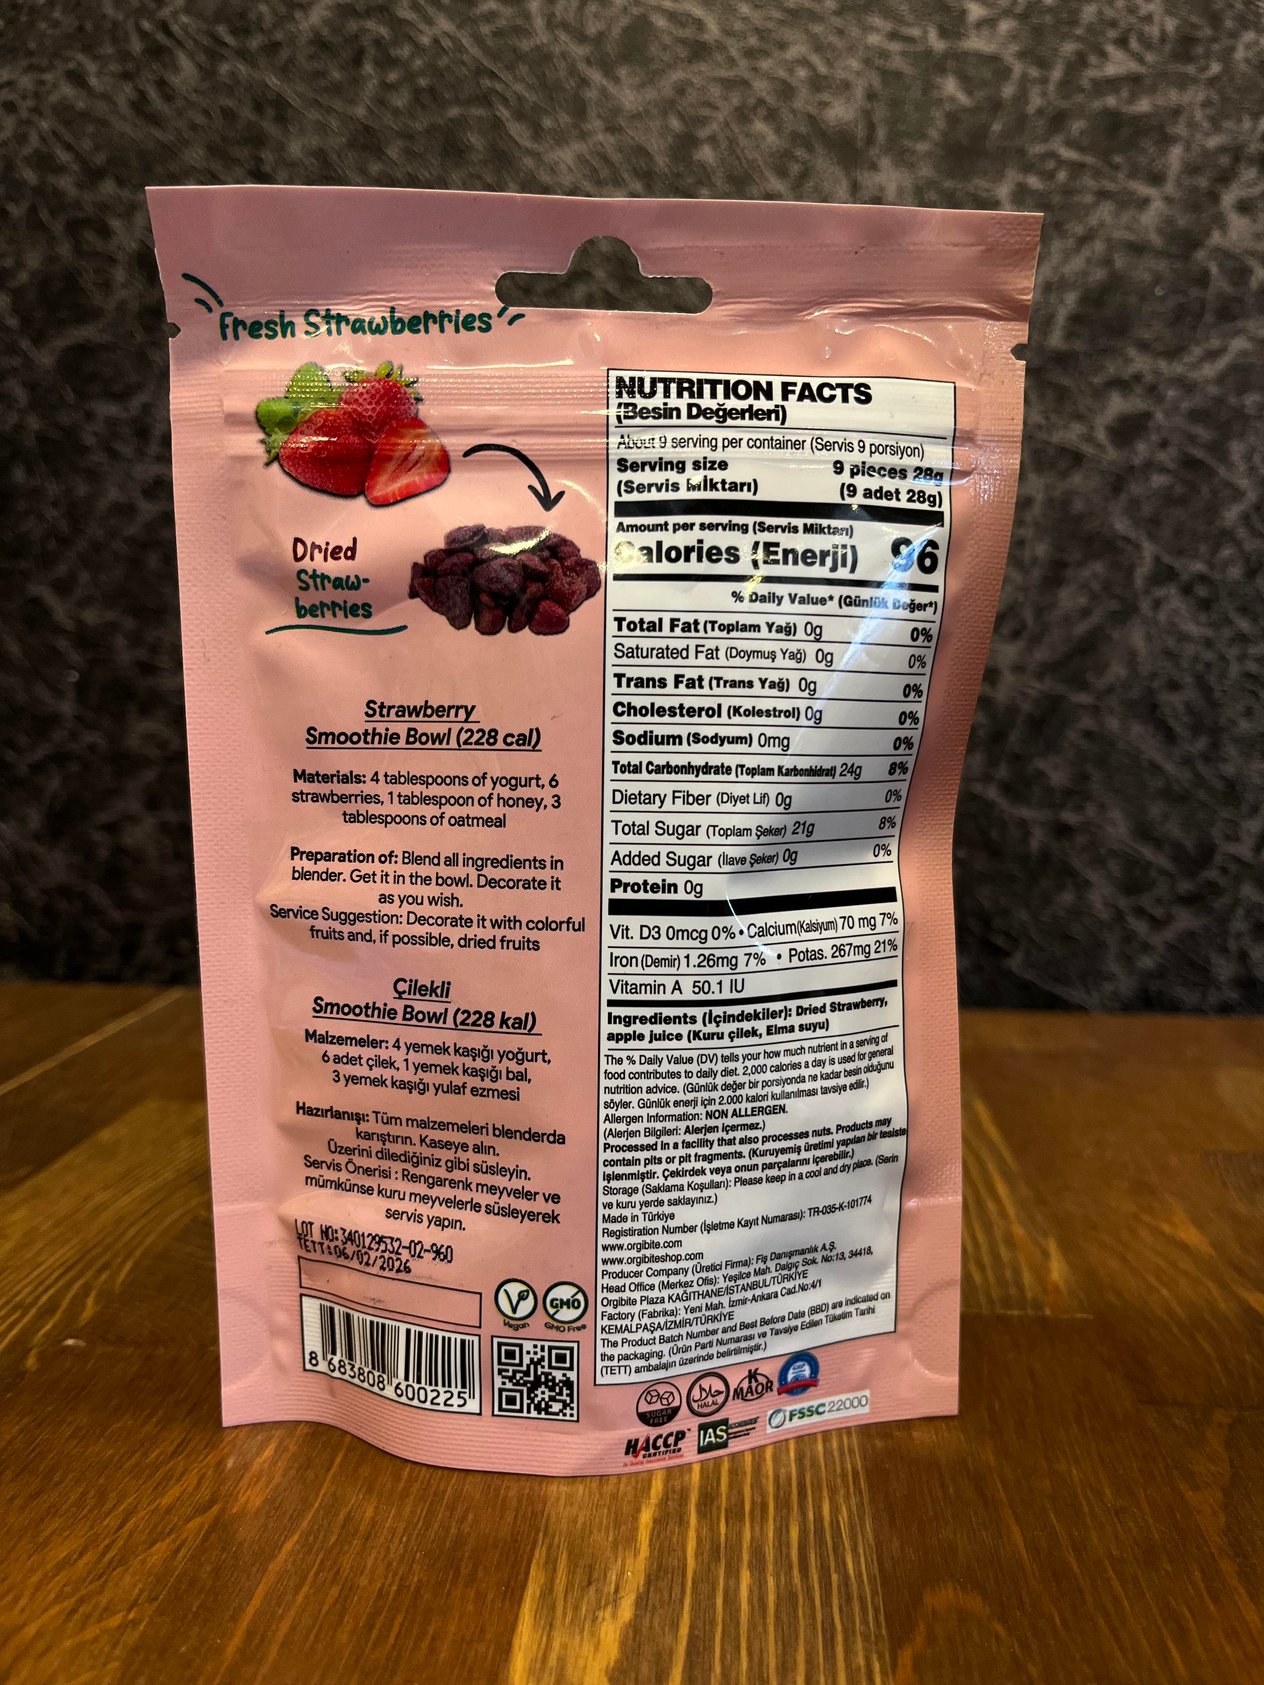 Fresh Strawberries
Dried
Straw-
berries
Strawberry
Smoothie Bowl (228 cal)
Materials: 4 tablespoons of yogurt, 6
strawberries, 1 tablespoon of honey, 3
tablespoons of oatmeal
Preparation of: Blend all ingredients in
blender. Get it in the bowl. Decorate it
as you wish.
Service Suggestion: Decorate it with colorful
fruits and, if possible, dried fruits
Çilekli
Smoothie Bowl (228 kal)
Malzemeler: 4 yemek kaşığı yoğurt,
6 adet çilek, 1 yemek kaşığı bal,
3 yemek kaşığı yulaf ezmesi
Hazırlanışı: Tüm malzemeleri blenderda
karıştırın. Kaseye alın.
Üzerini dilediğiniz gibi süsleyin.
Servis Önerisi : Rengarenk meyveler ve
mümkünse kuru meyvelerle süsleyerek
servis yapın.
LOT NO:340129532-02-960
TETT:06/02/2026
8 683808 600225
Vegan
GMO
GMO Free
NUTRITION FACTS
(Besin Değerleri)
About 9 serving per container (Servis 9 porsiyon)
Serving size 9 pieces 28g
(Servis Miktarı) (9 adet 28g)
Amount per serving (Servis Miktarı)
Calories (Enerji) 96
% Daily Value* (Günlük Değer*)
Total Fat (Toplam Yağ) 0g 0%
Saturated Fat (Doymuş Yağ) 0g 0%
Trans Fat (Trans Yağ) 0g 0%
Cholesterol (Kolestrol) 0g 0%
Sodium (Sodyum) 0mg 0%
Total Carbonhydrate (Toplam Karbonhidrat) 24g 8%
Dietary Fiber (Diyet Lif) 0g 0%
Total Sugar (Toplam Şeker) 21g 8%
Added Sugar (İlave Şeker) 0g 0%
Protein 0g
Vit. D3 0mcg 0% • Calcium(Kalsiyum) 70 mg 7%
Iron (Demir) 1.26mg 7% • Potas. 267mg 21%
Vitamin A 50.1 IU
Ingredients (İçindekiler): Dried Strawberry,
apple juice (Kuru çilek, Elma suyu)
The % Daily Value (DV) tells your how much nutrient in a serving of
food contributes to daily diet. 2,000 calories a day is used for general
nutrition advice. (Günlük değer bir porsiyonda ne kadar besin olduğunu
söyler. Günlük enerji için 2.000 kalori kullanılması tavsiye edilir.)
Allergen Information: NON ALLERGEN.
(Alerjen Bilgileri: Alerjen içermez.)
Processed in a facility that also processes nuts. Products may
contain pits or pit fragments. (Kuruyemiş üretimi yapılan bir tesiste
işlenmiştir. Çekirdek veya onun parçalarını içerebilir.)
Storage (Saklama Koşulları): Please keep in a cool and dry place. (Serin
ve kuru yerde saklayınız.)
Made in Türkiye
Registiration Number (İşletme Kayıt Numarası): TR-035-K-101774
www.orgibite.com
www.orgibiteshop.com
Producer Company (Üretici Firma): Fiş Danışmanlık A.Ş.
Head Office (Merkez Ofis): Yeşilce Mah. Dalgıç Sok. No:13, 34418,
Orgibite Plaza KAĞITHANE/İSTANBUL/TÜRKİYE
Factory (Fabrika): Yeni Mah. İzmir-Ankara Cad.No:4/1
KEMALPAŞA/İZMİR/TÜRKİYE
The Product Batch Number and Best Before Date (BBD) are indicated on
the packaging. (Ürün Parti Numarası ve Tavsiye Edilen Tüketim Tarihi
(TETT) ambalajın üzerinde belirtilmiştir.)
SUGAR
FREE
حلال
HALAL
K
MAOR
HACCP
CERTIFIED
IAS
FSSC 22000